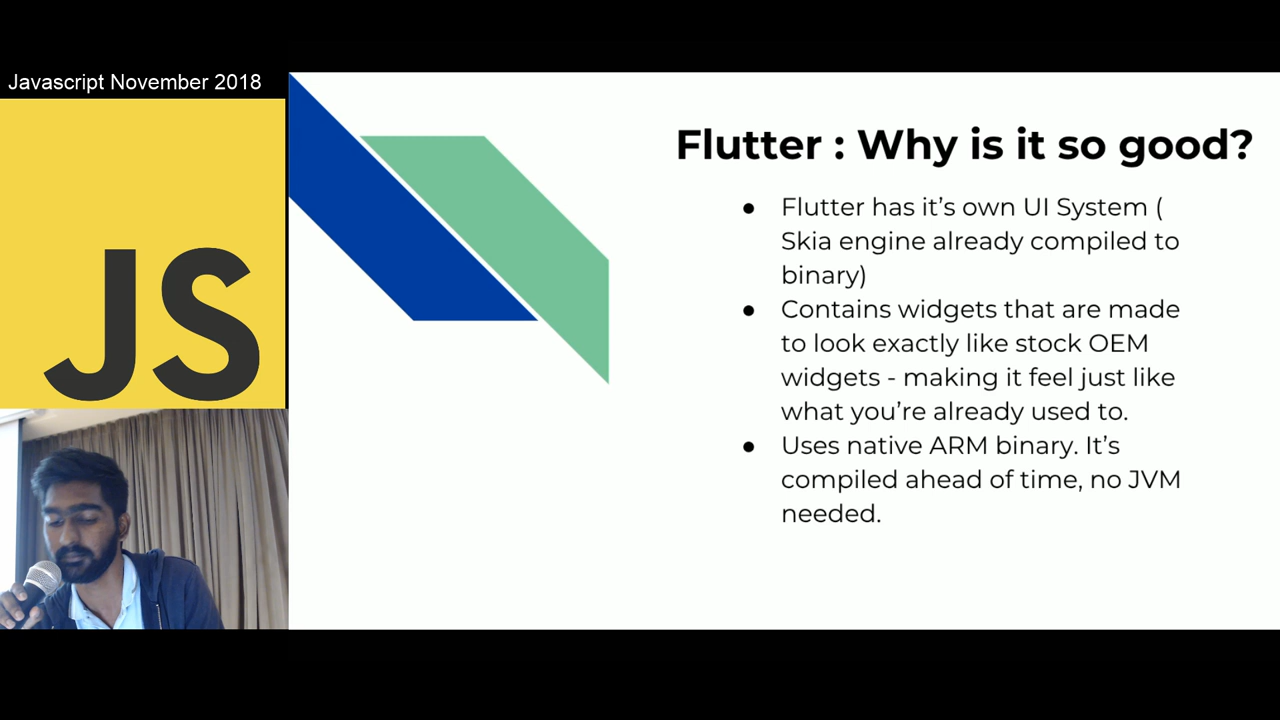 Javascript November 2018
JS
Flutter : Why is it so good?
● Flutter has it’s own UI System (
Skia engine already compiled to
binary)
● Contains widgets that are made
to look exactly like stock OEM
widgets - making it feel just like
what you’re already used to.
● Uses native ARM binary. It’s
compiled ahead of time, no JVM
needed.